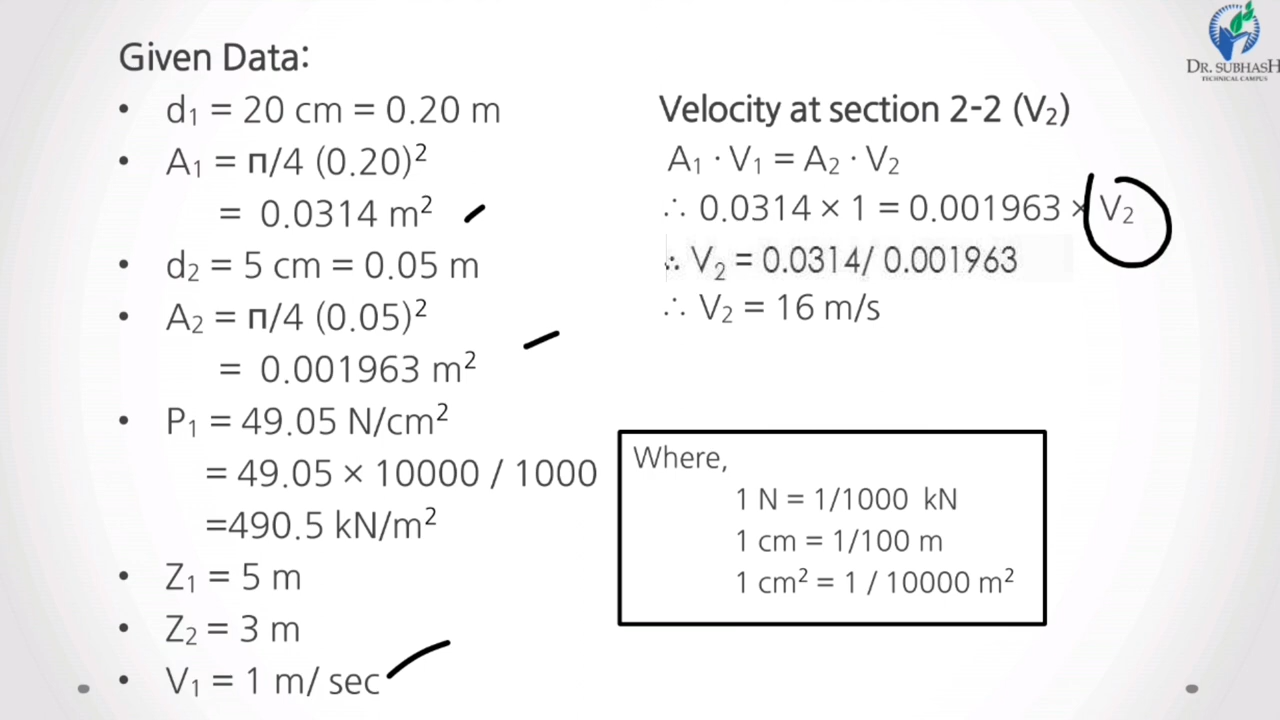 DR. SUBHASH
TECHNICAL CAMPUS
Given Data:
• d₁ = 20 cm = 0.20 m
• A₁ = π/4 (0.20)²
= 0.0314 m²
• d₂ = 5 cm = 0.05 m
• A₂ = π/4 (0.05)²
= 0.001963 m²
• P₁ = 49.05 N/cm²
= 49.05 × 10000 / 1000
=490.5 kN/m²
• Z₁ = 5 m
• Z₂ = 3 m
• V₁ = 1 m/ sec
Velocity at section 2-2 (V₂)
A₁ · V₁ = A₂ · V₂
∴ 0.0314 × 1 = 0.001963 × V₂
∴ V₂ = 0.0314/ 0.001963
∴ V₂ = 16 m/s
Where,
1 N = 1/1000 kN
1 cm = 1/100 m
1 cm² = 1 / 10000 m²